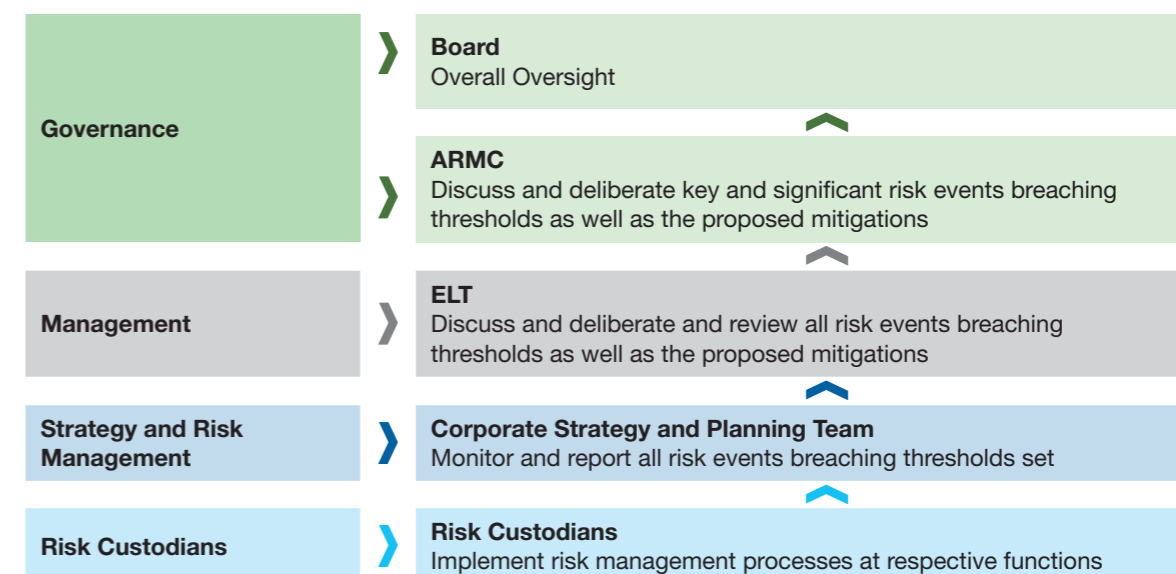 Governance
Board
Overall Oversight
ARMC
Discuss and deliberate key and significant risk events breaching
thresholds as well as the proposed mitigations
Management
ELT
Discuss and deliberate and review all risk events breaching
thresholds as well as the proposed mitigations
Strategy and Risk
Management
Corporate Strategy and Planning Team
Monitor and report all risk events breaching thresholds set
Risk Custodians
Risk Custodians
Implement risk management processes at respective functions